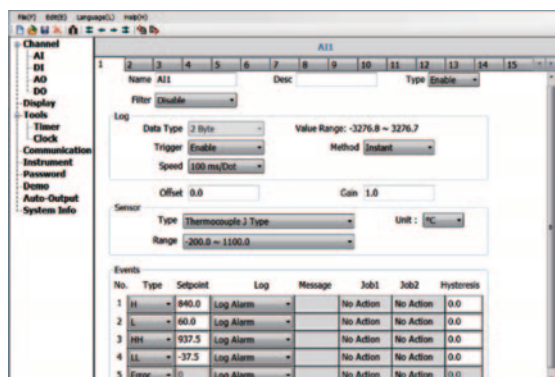 File(F) Edit(E) Language(L) Help(H)
Channel
AI
DI
AO
DO
Display
Tools
Timer
Clock
Communication
Instrument
Password
Demo
Auto-Output
System Info
AI1
1 2 3 4 5 6 7 8 9 10 11 12 13 14 15
Name AI1 Desc Type Enable
Filter Disable
Log
Data Type 2 Byte Value Range: -3276.8 ~ 3276.7
Trigger Enable Method Instant
Speed 100 ms/Dot
Offset 0.0 Gain 1.0
Sensor
Type Thermocouple J Type Unit : ºC
Range -200.0 ~ 1100.0
Events
No. Type Setpoint Log Message Job1 Job2 Hysteresis
1 H 840.0 Log Alarm No Action No Action 0.0
2 L 60.0 Log Alarm No Action No Action 0.0
3 HH 937.5 Log Alarm No Action No Action 0.0
4 LL -37.5 Log Alarm No Action No Action 0.0
5 Error 0 Log Alarm No Action No Action 0.0